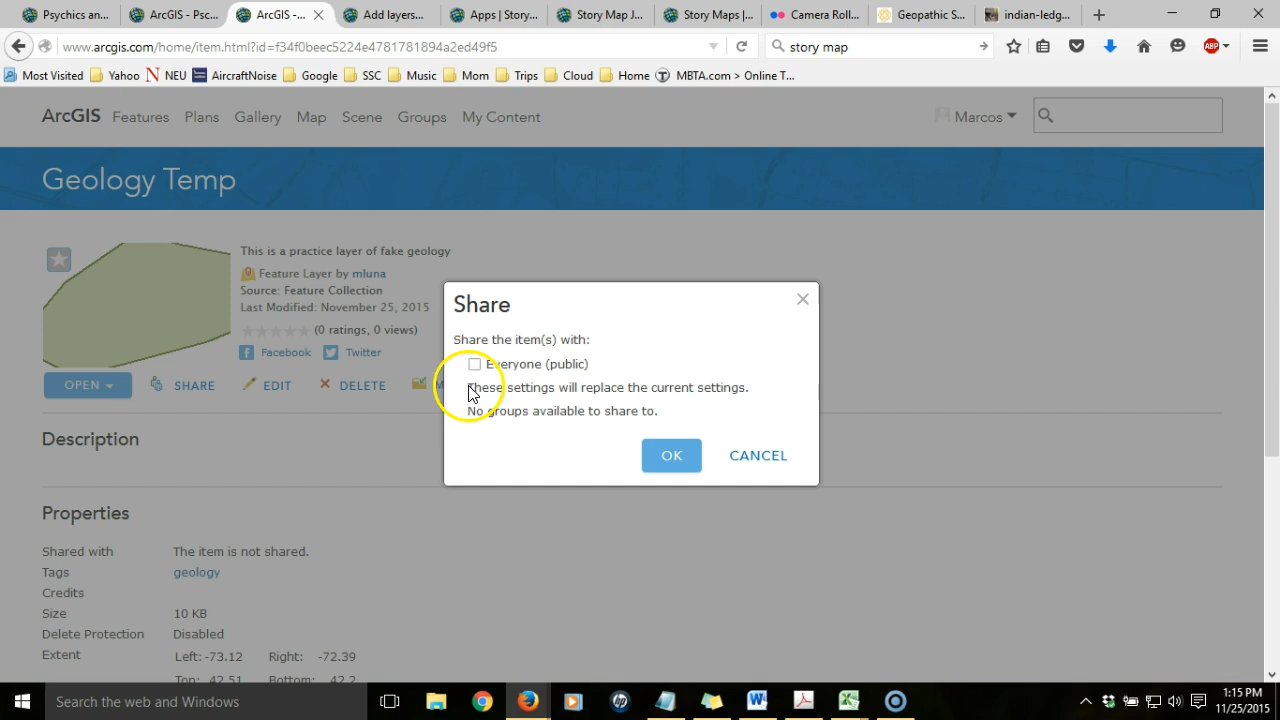 Psychics an...
ArcGIS - Psc...
ArcGIS -...
Add layers...
Apps | Story...
Story Map J...
Story Maps |...
Camera Roll...
Geopathic S...
indian-ledg...
www.arcgis.com/home/item.html?id=f34f0beec5224e4781781894a2ed49f5
story map
ABP
Most Visited
Yahoo
NEU
AircraftNoise
Google
SSC
Music
Mom
Trips
Cloud
Home
MBTA.com > Online T...
ArcGIS Features Plans Gallery Map Scene Groups My Content
Marcos
Geology Temp
This is a practice layer of fake geology
Feature Layer by mluna
Source: Feature Collection
Last Modified: November 25, 2015
(0 ratings, 0 views)
Facebook Twitter
OPEN SHARE EDIT DELETE M
Share
Share the item(s) with:
Everyone (public)
These settings will replace the current settings.
No groups available to share to.
OK CANCEL
Description
Properties
Shared with The item is not shared.
Tags geology
Credits
Size 10 KB
Delete Protection Disabled
Extent Left: -73.12 Right: -72.39
Top: 42.51 Bottom: 42.2
Search the web and Windows
1:15 PM
11/25/2015